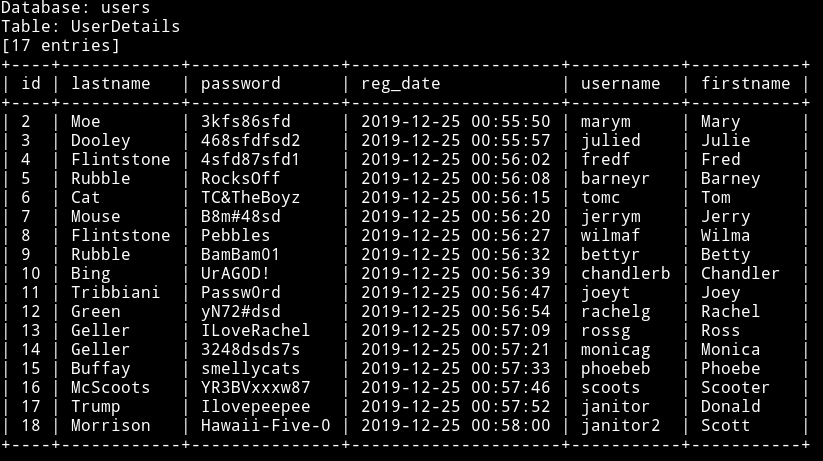 Database: users
Table: UserDetails
[17 entries]
+----+------------+---------------+---------------------+-----------+-----------+
| id | lastname   | password      | reg_date            | username  | firstname |
+----+------------+---------------+---------------------+-----------+-----------+
| 2  | Moe        | 3kfs86sfd     | 2019-12-25 00:55:50 | marym     | Mary      |
| 3  | Dooley     | 468sfdfsd2    | 2019-12-25 00:55:57 | julied    | Julie     |
| 4  | Flintstone | 4sfd87sfd1    | 2019-12-25 00:56:02 | fredf     | Fred      |
| 5  | Rubble     | RocksOff      | 2019-12-25 00:56:08 | barneyr   | Barney    |
| 6  | Cat        | TC&TheBoyz    | 2019-12-25 00:56:15 | tomc      | Tom       |
| 7  | Mouse      | B8m#48sd      | 2019-12-25 00:56:20 | jerrym    | Jerry     |
| 8  | Flintstone | Pebbles       | 2019-12-25 00:56:27 | wilmaf    | Wilma     |
| 9  | Rubble     | BamBam01      | 2019-12-25 00:56:32 | bettyr    | Betty     |
| 10 | Bing       | UrAG0D!       | 2019-12-25 00:56:39 | chandlerb | Chandler  |
| 11 | Tribbiani  | Passw0rd      | 2019-12-25 00:56:47 | joeyt     | Joey      |
| 12 | Green      | yN72#dsd      | 2019-12-25 00:56:54 | rachelg   | Rachel    |
| 13 | Geller     | ILoveRachel   | 2019-12-25 00:57:09 | rossg     | Ross      |
| 14 | Geller     | 3248dsds7s    | 2019-12-25 00:57:21 | monicag   | Monica    |
| 15 | Buffay     | smellycats    | 2019-12-25 00:57:33 | phoebeb   | Phoebe    |
| 16 | McScoots   | YR3BVxxxw87   | 2019-12-25 00:57:46 | scoots    | Scooter   |
| 17 | Trump      | Ilovepeepee   | 2019-12-25 00:57:52 | janitor   | Donald    |
| 18 | Morrison   | Hawaii-Five-0 | 2019-12-25 00:58:00 | janitor2  | Scott     |
+----+------------+---------------+---------------------+-----------+-----------+